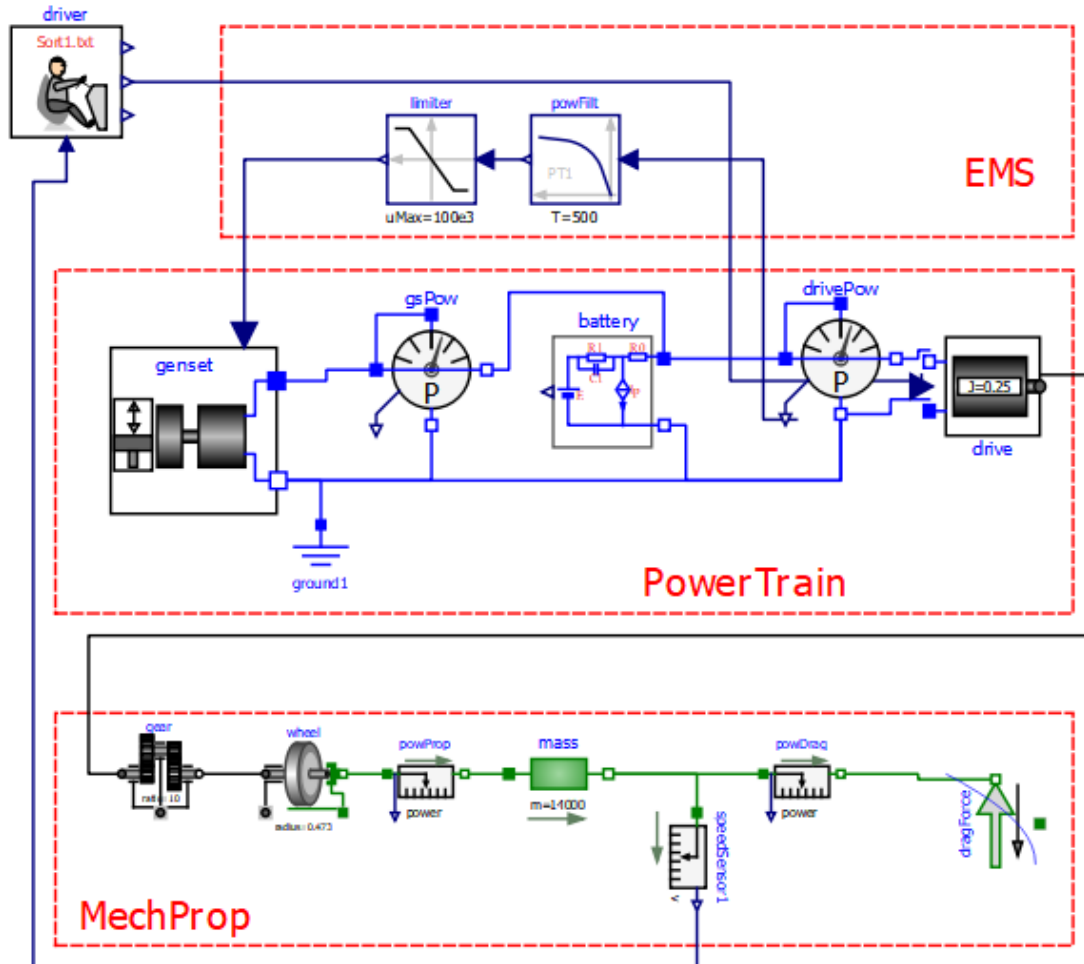 driver
Sort1.txt
limiter
powFilt
PT1
uMax=100e3
T=500
EMS
gsPow
drivePow
battery
genset
R1
R0
C1
E
P
P
J=0.25
drive
ground1
PowerTrain
gear
wheel
powProp
mass
powDrag
ratio: 10
radius: 0.473
power
m=14000
power
speedSensor1
dragForce
v
MechProp